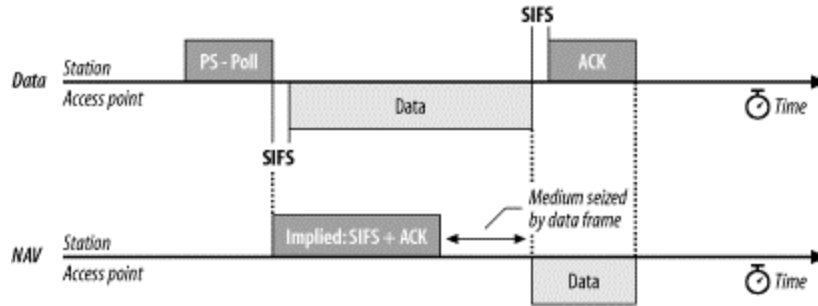 SIFS
Station
PS - Poll
ACK
Data
Access point
Data
Time
SIFS
Medium seized
by data frame
Station
Implied: SIFS + ACK
NAV
Access point
Data
Time